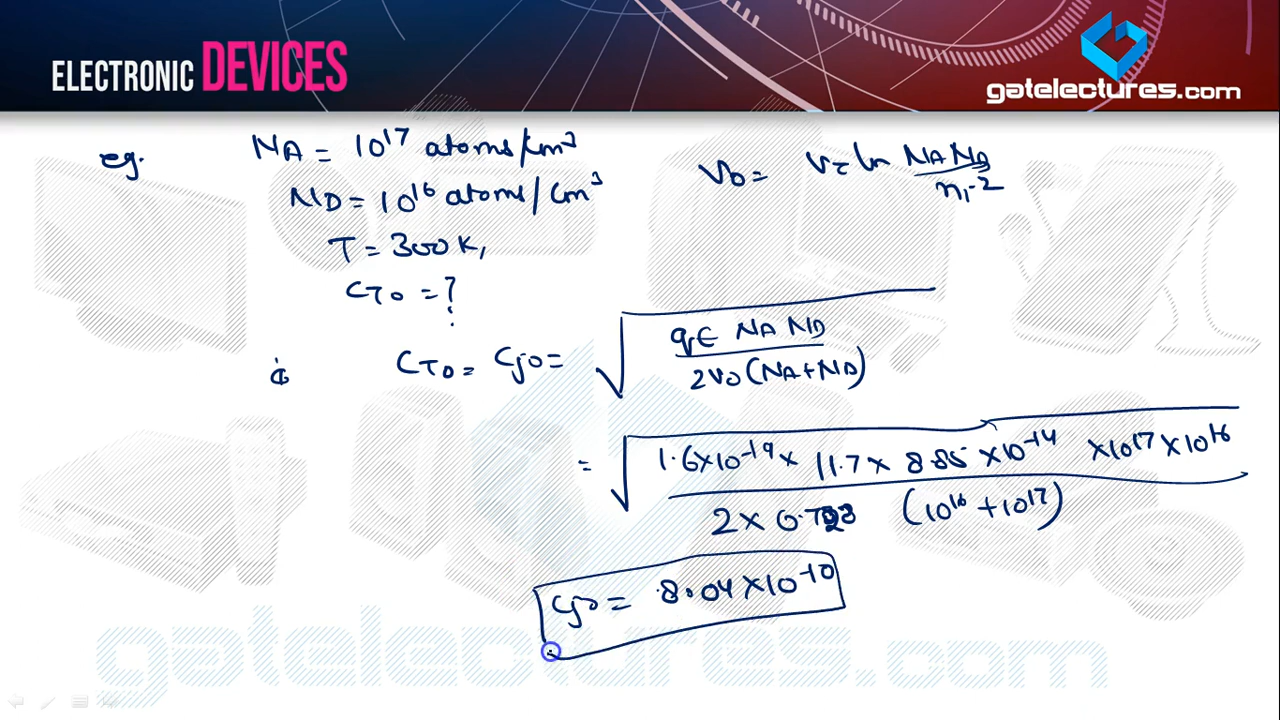 ELECTRONIC DEVICES
gatelectures.com
eg. NA = 10^17 atoms/cm^3
ND = 10^16 atoms/cm^3
T = 300 K,
CT0 = ?
V0 = VT ln NA ND / ni^2
CT0 = Cj0 = √(q∈ NA ND / 2V0 (NA+ND))
= √(1.6×10^-19 × 11.7 × 8.85 ×10^-14 ×10^17 × 10^16 / 2 × (10^16 + 10^17))
Cj0 = 8.04×10^-10
gatelectures.com